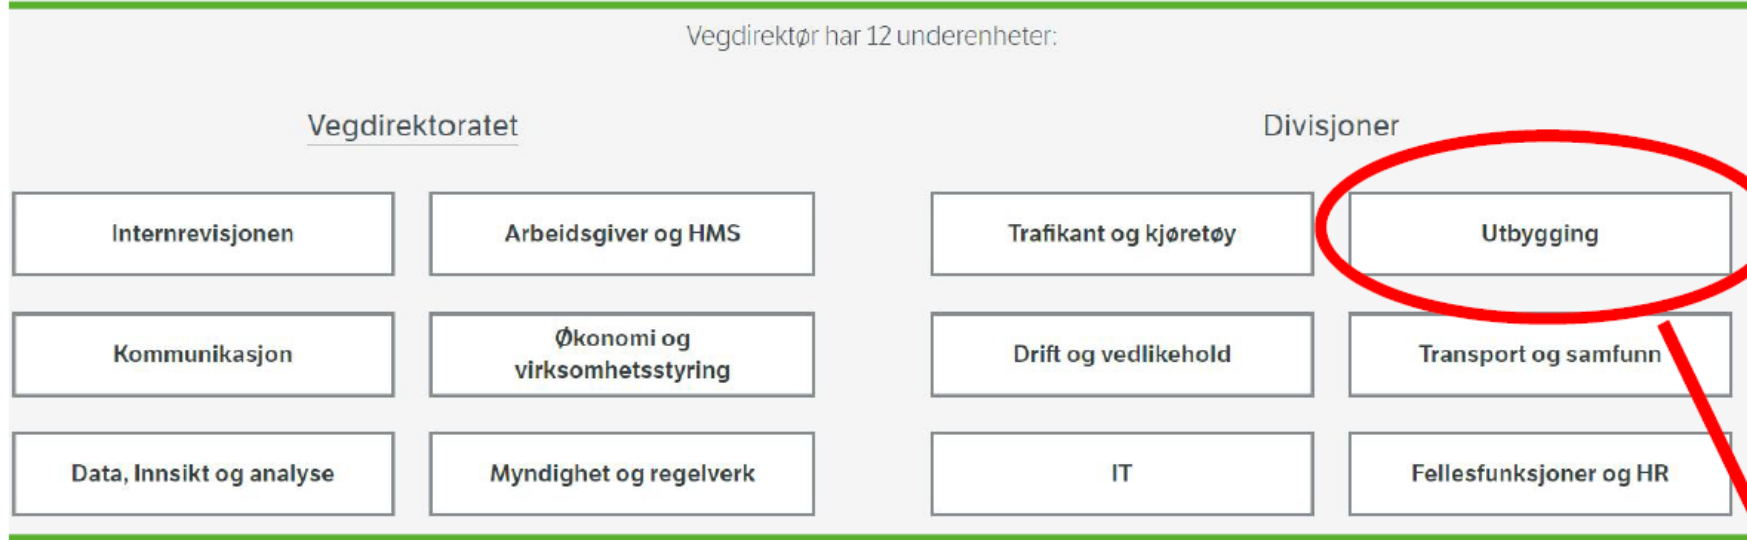 Vegdirektør har 12 underenheter:
Vegdirektoratet
Internrevisjonen
Arbeidsgiver og HMS
Kommunikasjon
Økonomi og
virksomhetsstyring
Data, Innsikt og analyse
Myndighet og regelverk
Divisjoner
Trafikant og kjøretøy
Utbygging
Drift og vedlikehold
Transport og samfunn
IT
Fellesfunksjoner og HR